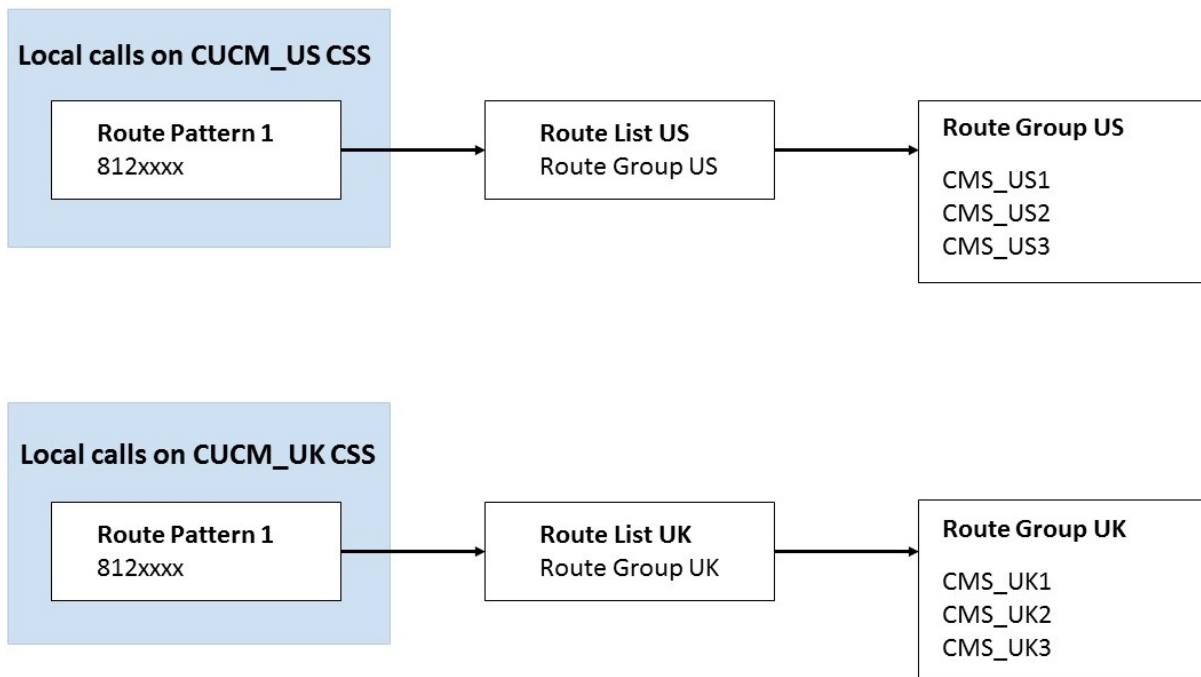 Local calls on CUCM_US CSS
Route Pattern 1
812xxxx
Route List US
Route Group US
Route Group US
CMS_US1
CMS_US2
CMS_US3
Local calls on CUCM_UK CSS
Route Pattern 1
812xxxx
Route List UK
Route Group UK
Route Group UK
CMS_UK1
CMS_UK2
CMS_UK3